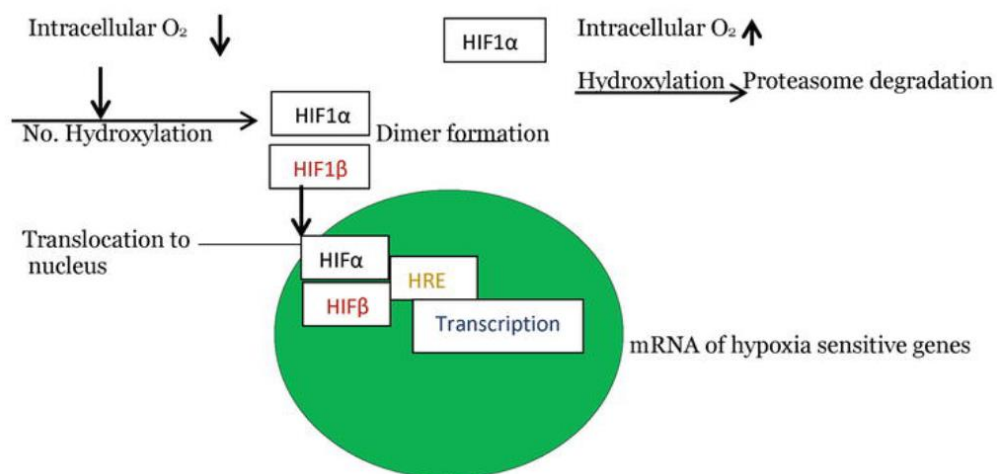 Intracellular O₂
HIF1α
Intracellular O₂
Hydroxylation
Proteasome degradation
No. Hydroxylation
HIF1α
Dimer formation
HIF1β
Translocation to
nucleus
HIFα
HRE
HIFβ
Transcription
mRNA of hypoxia sensitive genes